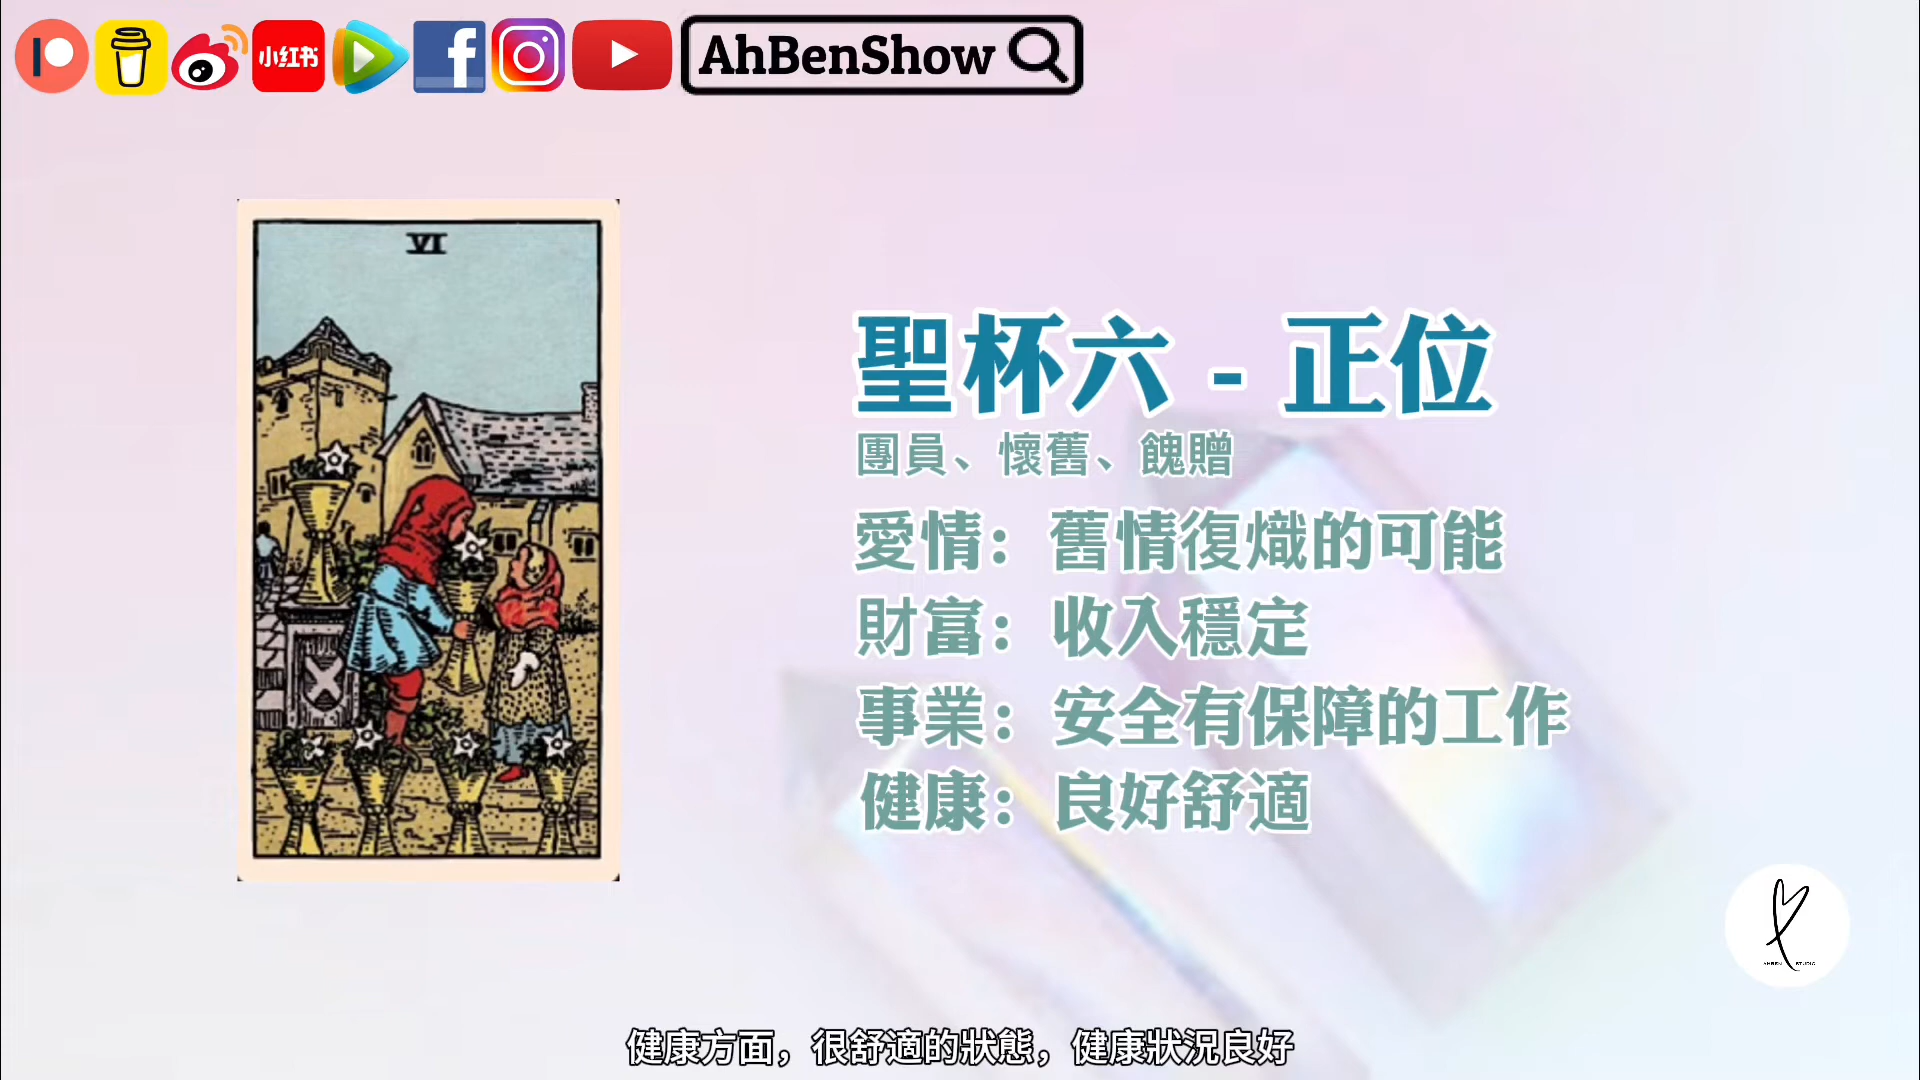 小红书
AhBenShow
VI
聖杯六 - 正位
團員、懷舊、餽贈
愛情：舊情復熾的可能
財富：收入穩定
事業：安全有保障的工作
健康：良好舒適
AHBEN STUDIO
健康方面，很舒適的狀態，健康狀況良好